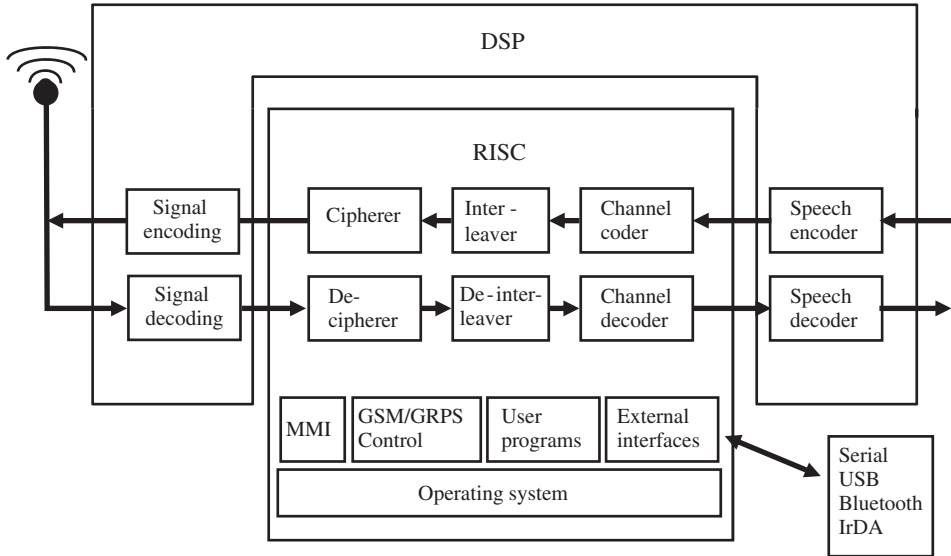 DSP
RISC
Signal
encoding
Cipherer
Inter -
leaver
Channel
coder
Speech
encoder
Signal
decoding
De-
cipherer
De - inter-
leaver
Channel
decoder
Speech
decoder
MMI
GSM/GRPS
Control
User
programs
External
interfaces
Operating system
Serial
USB
Bluetooth
IrDA